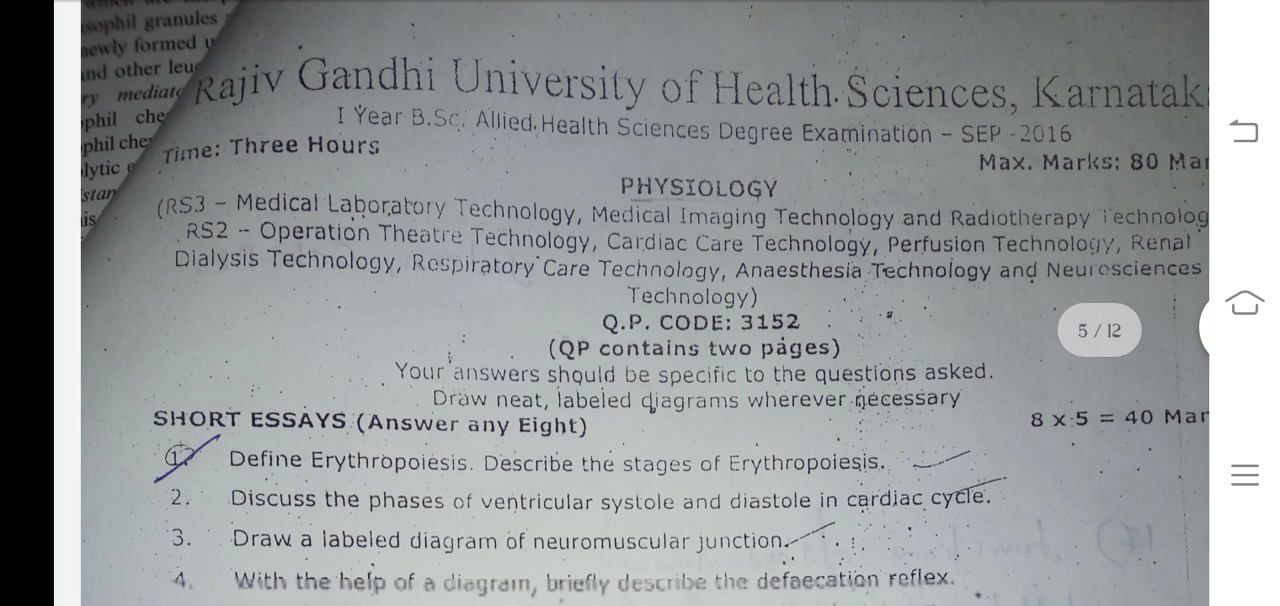 sophil granules
newly formed
and other leu
ry mediato
phil che
phil che
lytic
stan
is
Rajiv Gandhi University of Health Sciences, Karnatak
I Year B.Sc. Allied Health Sciences Degree Examination – SEP -2016
Time: Three Hours
Max. Marks: 80 Mar
PHYSIOLOGY
(RS3 – Medical Laboratory Technology, Medical Imaging Technology and Radiotherapy Technolog
RS2 – Operation Theatre Technology, Cardiac Care Technology, Perfusion Technology, Renal
Dialysis Technology, Respiratory Care Technology, Anaesthesia Technology and Neurosciences
Technology)
Q.P. CODE: 3152
5 / 12
(QP contains two pages)
Your answers should be specific to the questions asked.
Draw neat, labeled diagrams wherever necessary
SHORT ESSAYS (Answer any Eight)
8 x 5 = 40 Mar
1. Define Erythropoiesis. Describe the stages of Erythropoiesis.
2. Discuss the phases of ventricular systole and diastole in cardiac cycle.
3. Draw a labeled diagram of neuromuscular junction.
4. With the help of a diagram, briefly describe the defaecation reflex.